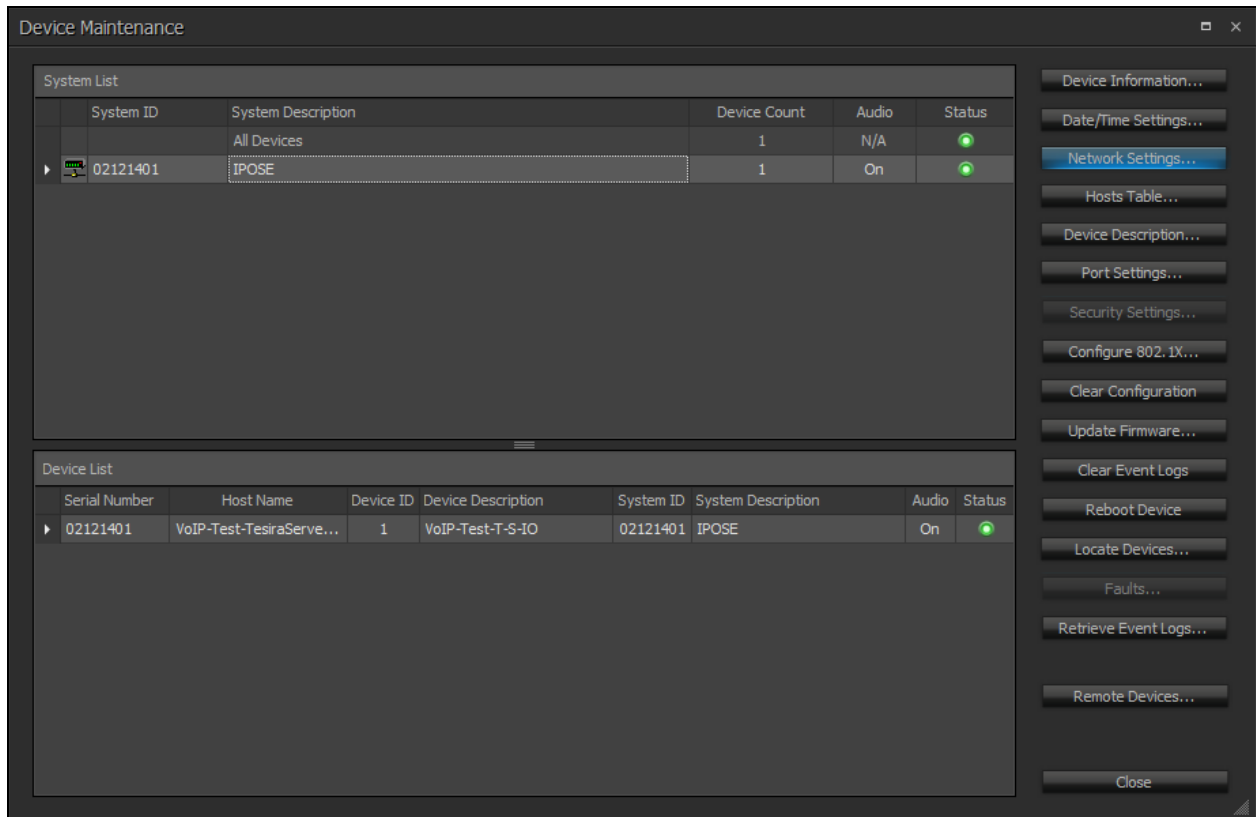 Device Maintenance
System List
System ID System Description Device Count Audio Status
All Devices 1 N/A
02121401 IPOSE 1 On
Device List
Serial Number Host Name Device ID Device Description System ID System Description Audio Status
02121401 VoIP-Test-TesiraServe... 1 VoIP-Test-T-S-IO 02121401 IPOSE On
Device Information...
Date/Time Settings...
Network Settings...
Hosts Table...
Device Description...
Port Settings...
Security Settings...
Configure 802.1X...
Clear Configuration
Update Firmware...
Clear Event Logs
Reboot Device
Locate Devices...
Faults...
Retrieve Event Logs...
Remote Devices...
Close